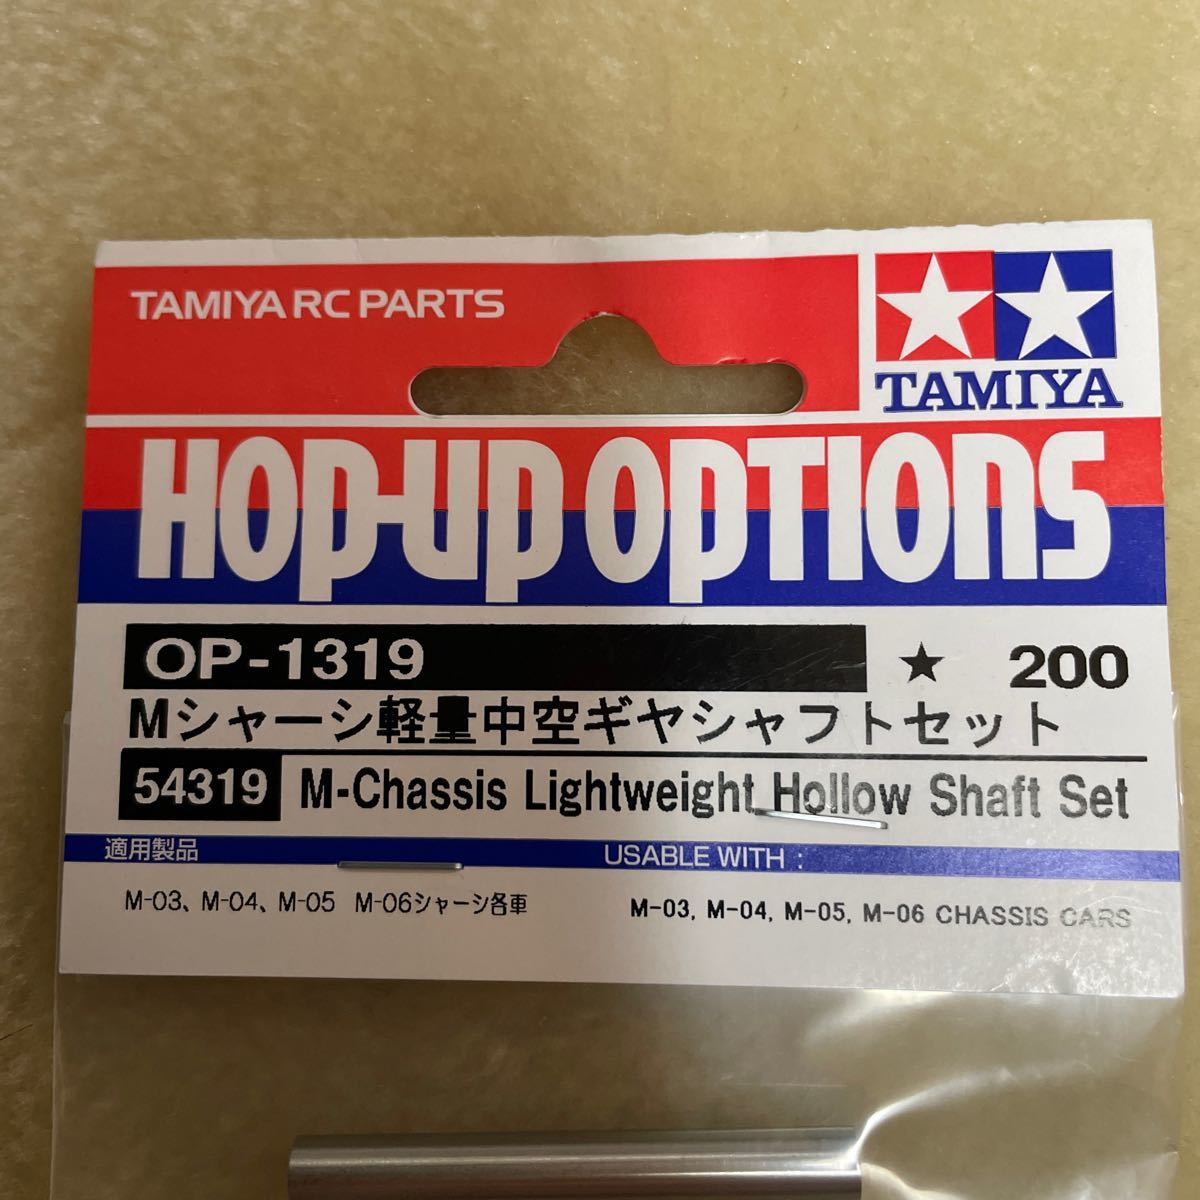 TAMIYA RC PARTS
TAMIYA
HOP-UP OPTIONS
OP-1319 ★ 200
Mシャーシ軽量中空ギヤシャフトセット
54319 M-Chassis Lightweight Hollow Shaft Set
適用製品 USABLE WITH :
M-03、M-04、M-05 M-06シャーシ各車 M-03, M-04, M-05, M-06 CHASSIS CARS